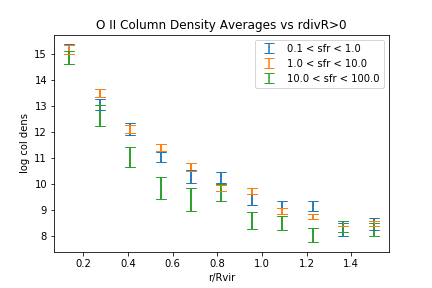 O II Column Density Averages vs rdivR>0
0.1 < sfr < 1.0
1.0 < sfr < 10.0
10.0 < sfr < 100.0
log col dens
15
14
13
12
11
10
9
8
0.2 0.4 0.6 0.8 1.0 1.2 1.4
r/Rvir